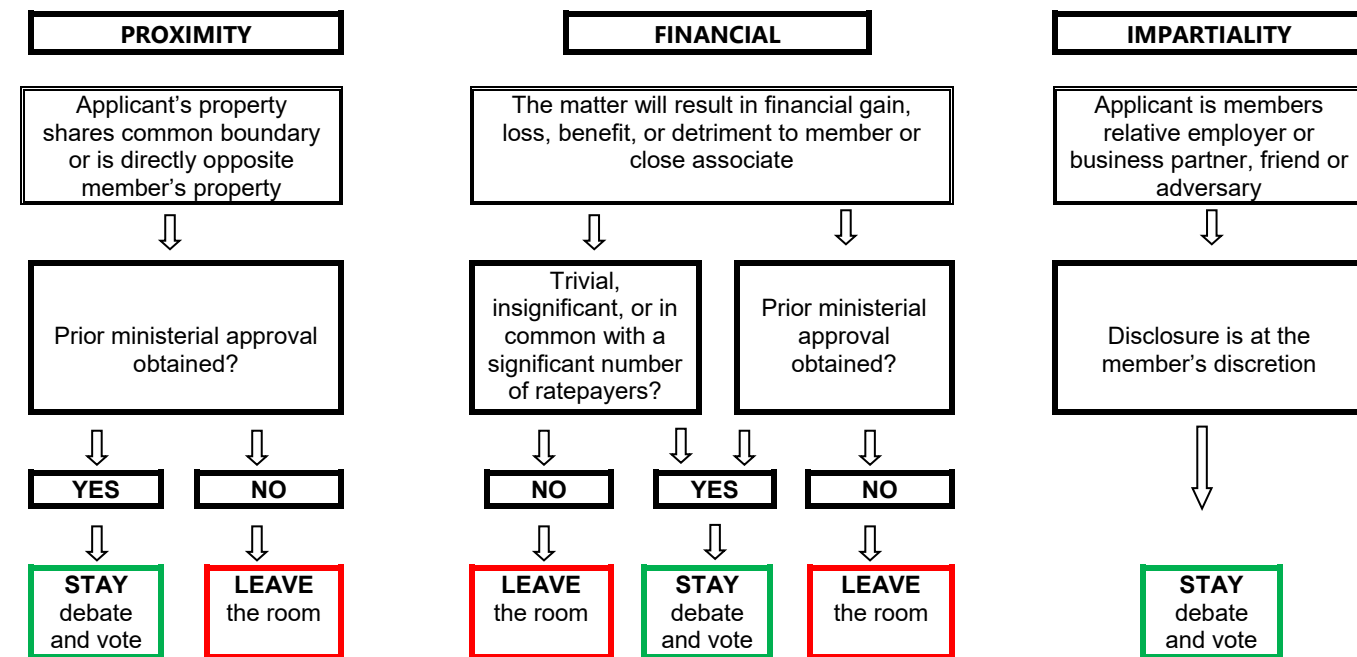 PROXIMITY
FINANCIAL
IMPARTIALITY
Applicant’s property
shares common boundary
or is directly opposite
member’s property
The matter will result in financial gain,
loss, benefit, or detriment to member or
close associate
Applicant is members
relative employer or
business partner, friend or
adversary
Prior ministerial approval
obtained?
Trivial,
insignificant, or in
common with a
significant number
of ratepayers?
Prior ministerial
approval
obtained?
Disclosure is at the
member’s discretion
YES
NO
NO
YES
NO
STAY
debate
and vote
LEAVE
the room
LEAVE
the room
STAY
debate
and vote
LEAVE
the room
STAY
debate
and vote